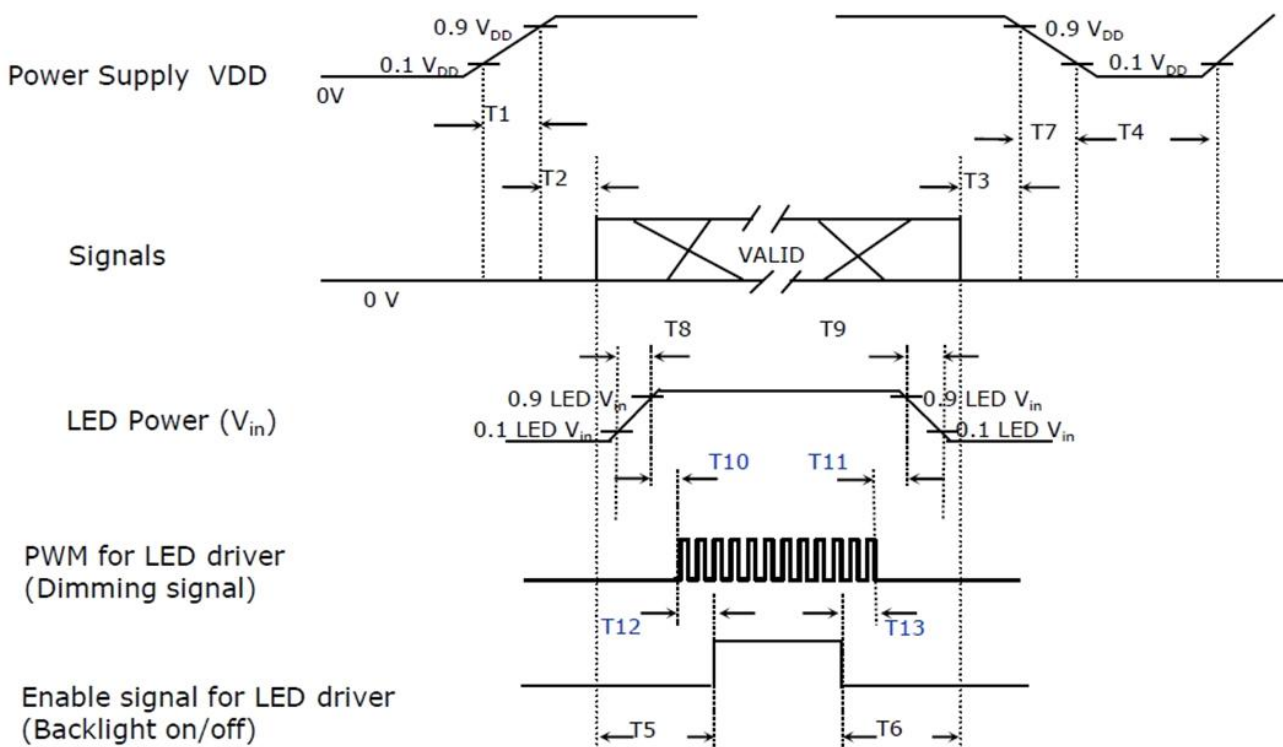 0.9 VDD
0.1 VDD
Power Supply VDD
0V
T1
T2
0.9 VDD
0.1 VDD
T7
T4
T3
Signals
VALID
0 V
T8
T9
0.9 LED Vin
0.9 LED Vin
LED Power (Vin)
0.1 LED Vin
0.1 LED Vin
T10
T11
PWM for LED driver
(Dimming signal)
T12
T13
Enable signal for LED driver
(Backlight on/off)
T5
T6